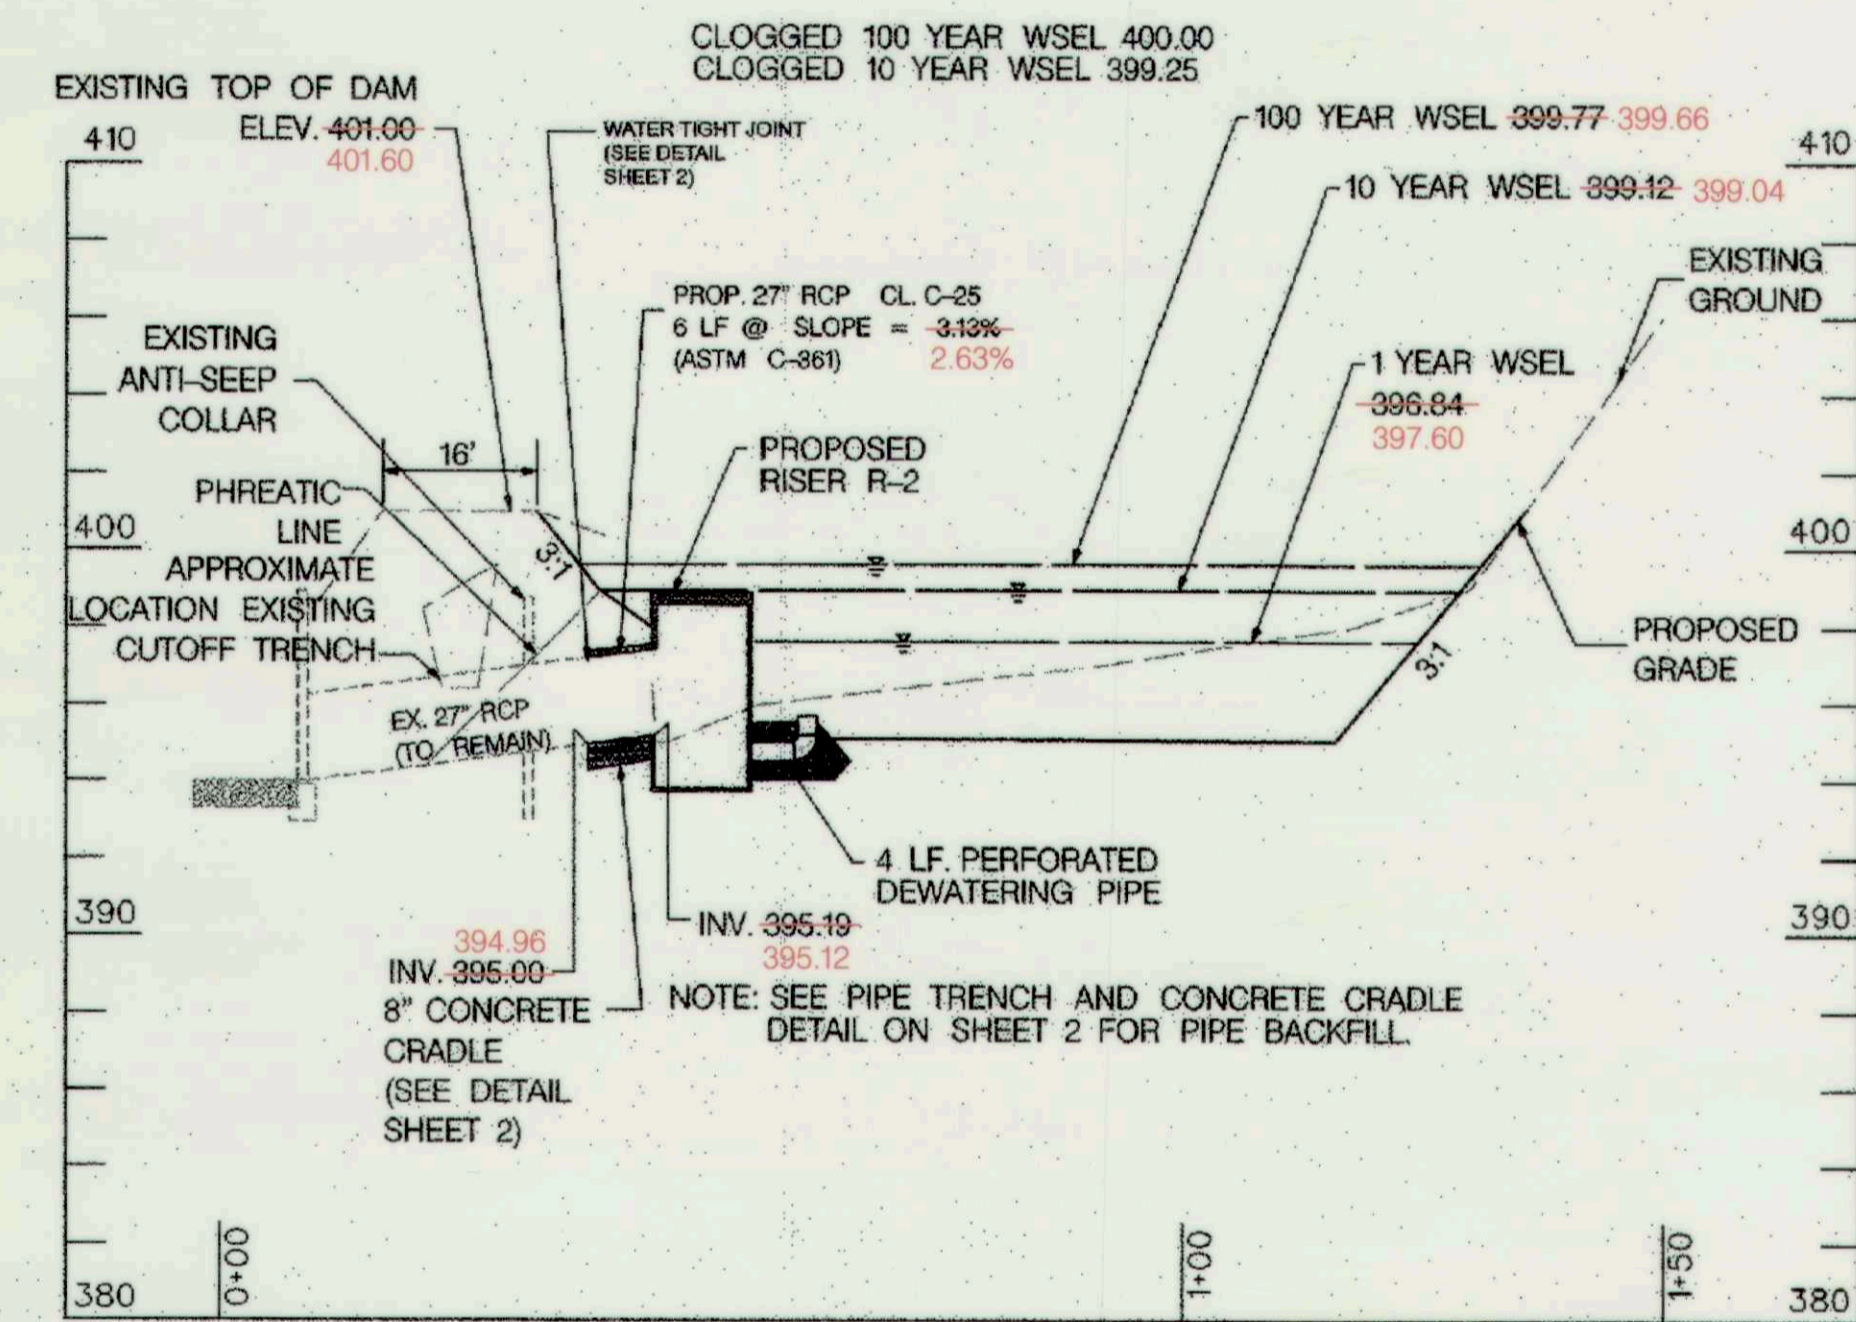 CLOGGED 100 YEAR WSEL 400.00
CLOGGED 10 YEAR WSEL 399.25
EXISTING TOP OF DAM
ELEV. 401.00
401.60
WATER TIGHT JOINT
(SEE DETAIL
SHEET 2)
100 YEAR WSEL 399.77 399.66
10 YEAR WSEL 399.12 399.04
410
410
EXISTING
GROUND
PROP. 27" RCP CL. C-25
6 LF @ SLOPE = 3.13%
(ASTM C-361) 2.63%
EXISTING
ANTI-SEEP
COLLAR
1 YEAR WSEL
396.84
397.60
16'
PROPOSED
RISER R-2
PHREATIC
LINE
400
400
3:1
APPROXIMATE
LOCATION EXISTING
CUTOFF TRENCH
PROPOSED
GRADE
3:1
EX. 27" RCP
(TO REMAIN)
4 LF. PERFORATED
DEWATERING PIPE
390
390
INV. 395.19
395.12
394.96
INV. 395.00
8" CONCRETE
CRADLE
(SEE DETAIL
SHEET 2)
NOTE: SEE PIPE TRENCH AND CONCRETE CRADLE
DETAIL ON SHEET 2 FOR PIPE BACKFILL.
380
0+00
1+00
1+50
380